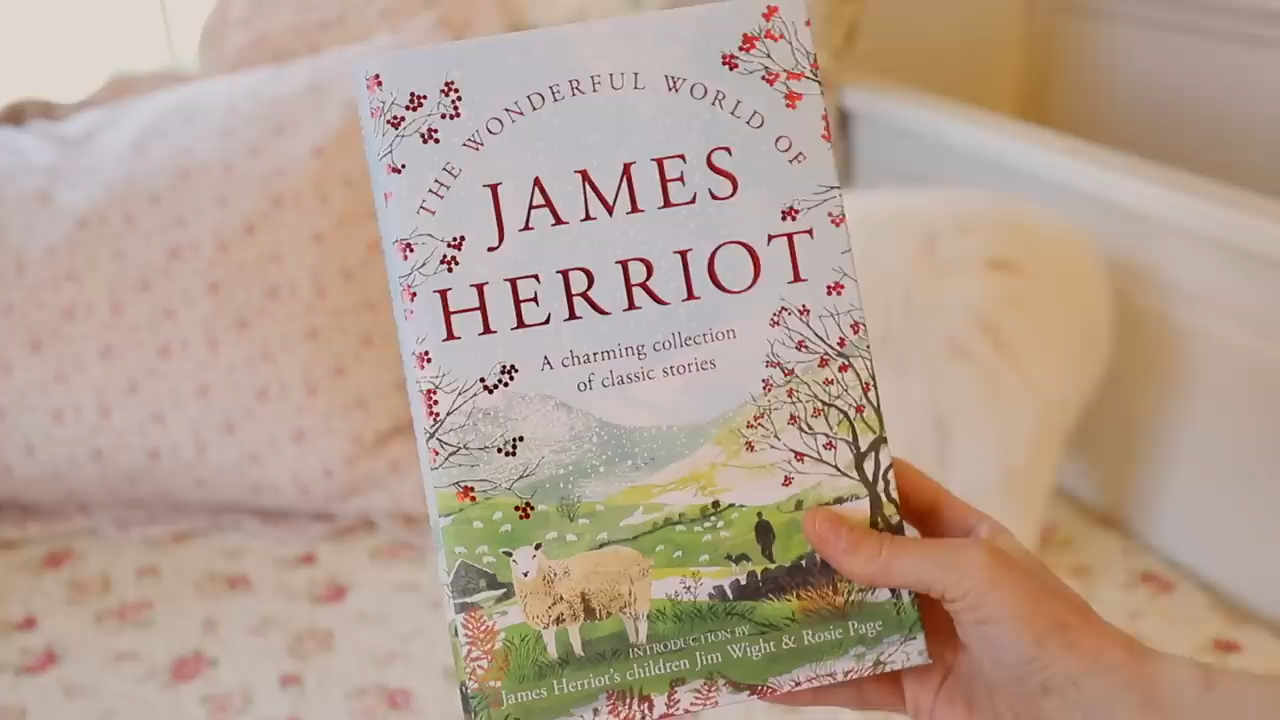 THE WONDERFUL WORLD OF
JAMES
HERRIOT
A charming collection
of classic stories
INTRODUCTION BY
James Herriot's children Jim Wight & Rosie Page